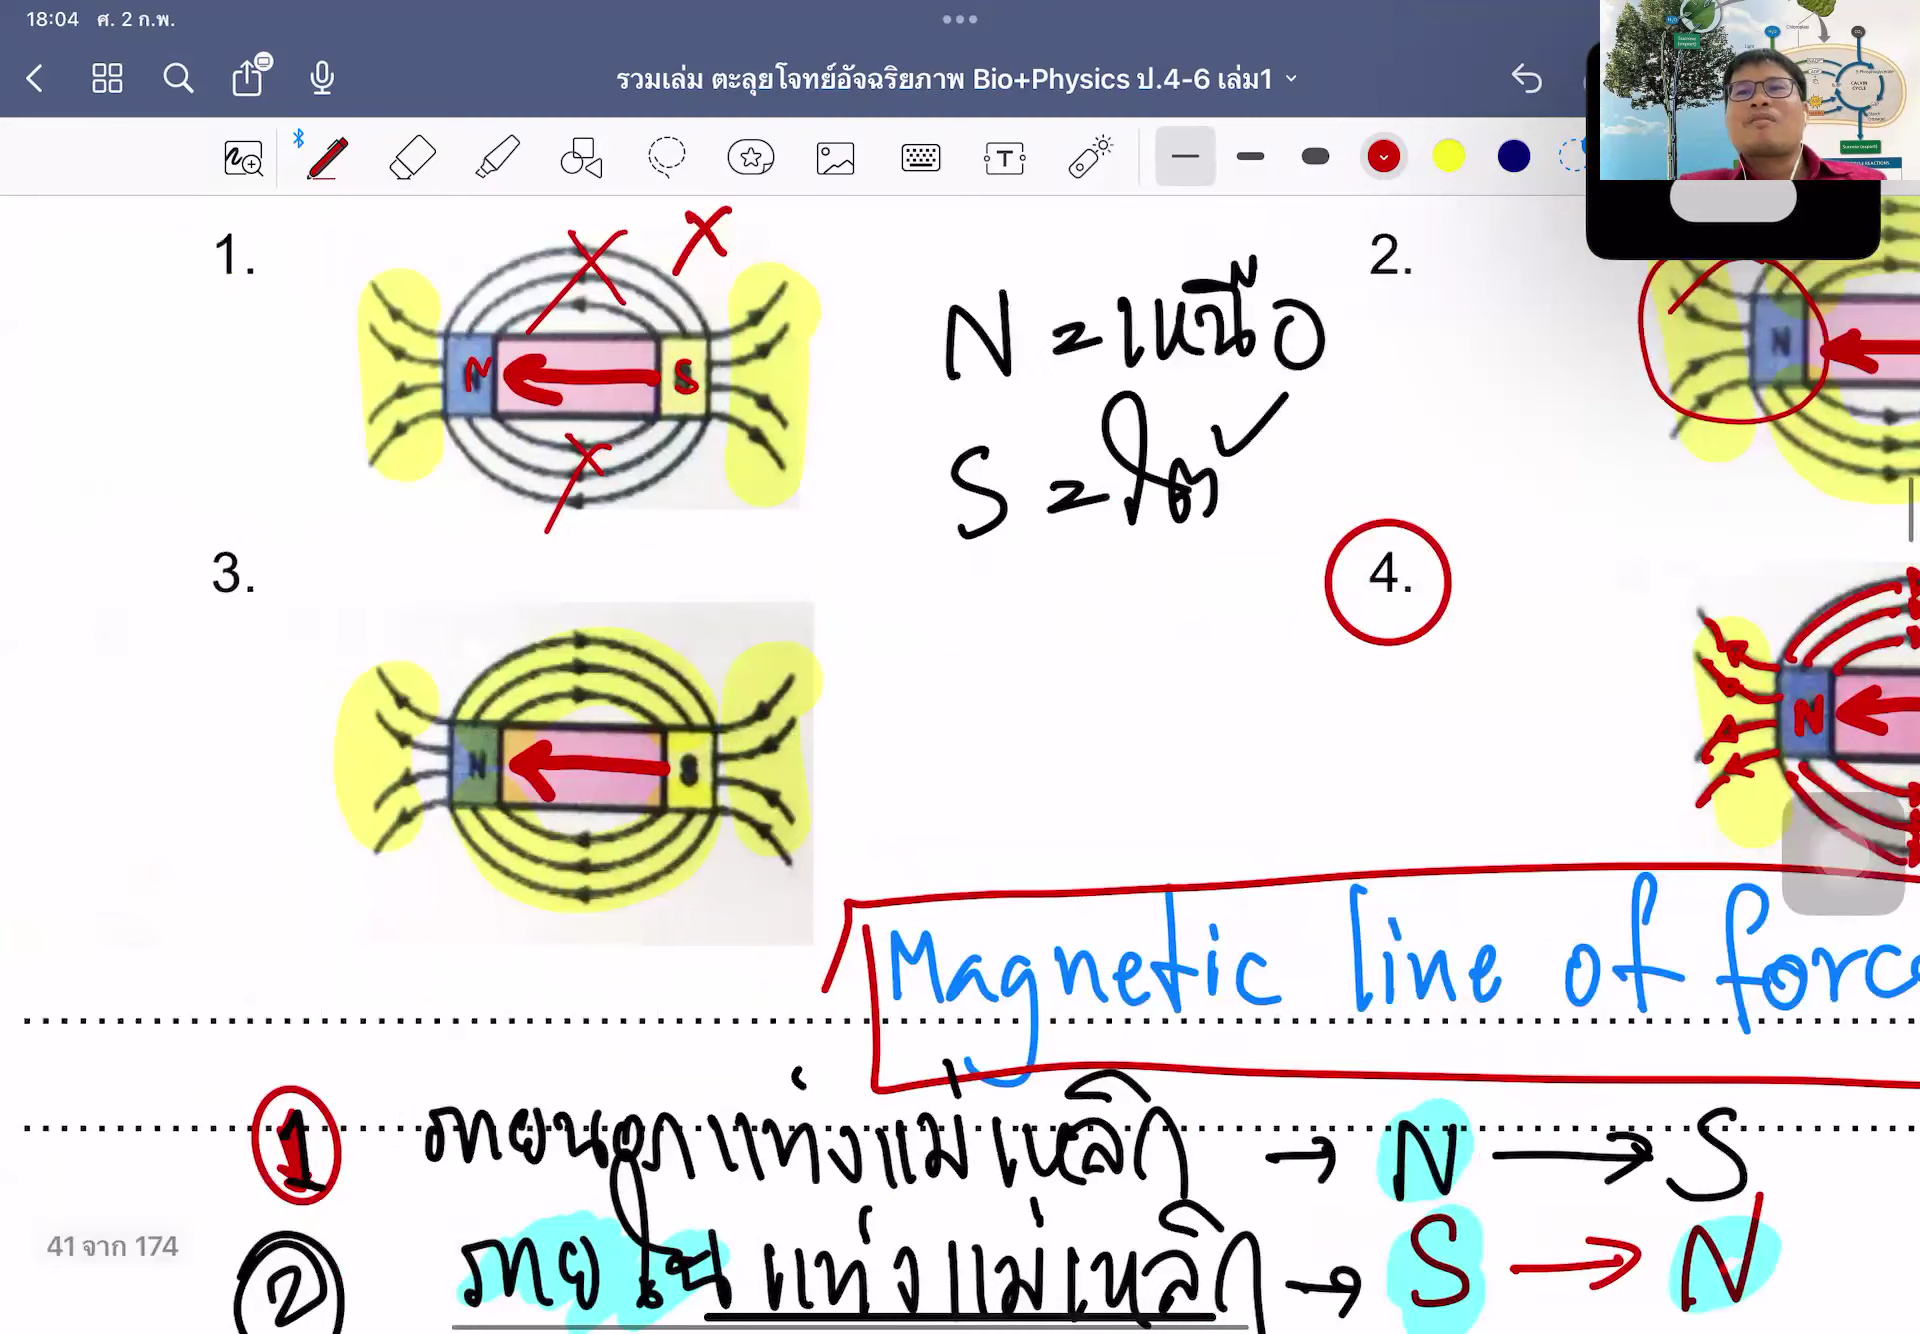 18:04 ศ. 2 ก.พ.
รวมเล่ม ตะลุยโจทย์อัจฉริยภาพ Bio+Physics ป.4-6 เล่ม1
1.
N
S
N = เหนือ
S = ใต้
2.
N
3.
N
S
4.
N
Magnetic line of force
1 ภายนอกแท่งแม่เหล็ก → N → S
2 ภายในแท่งแม่เหล็ก → S → N
41 จาก 174
CALVIN CYCLE